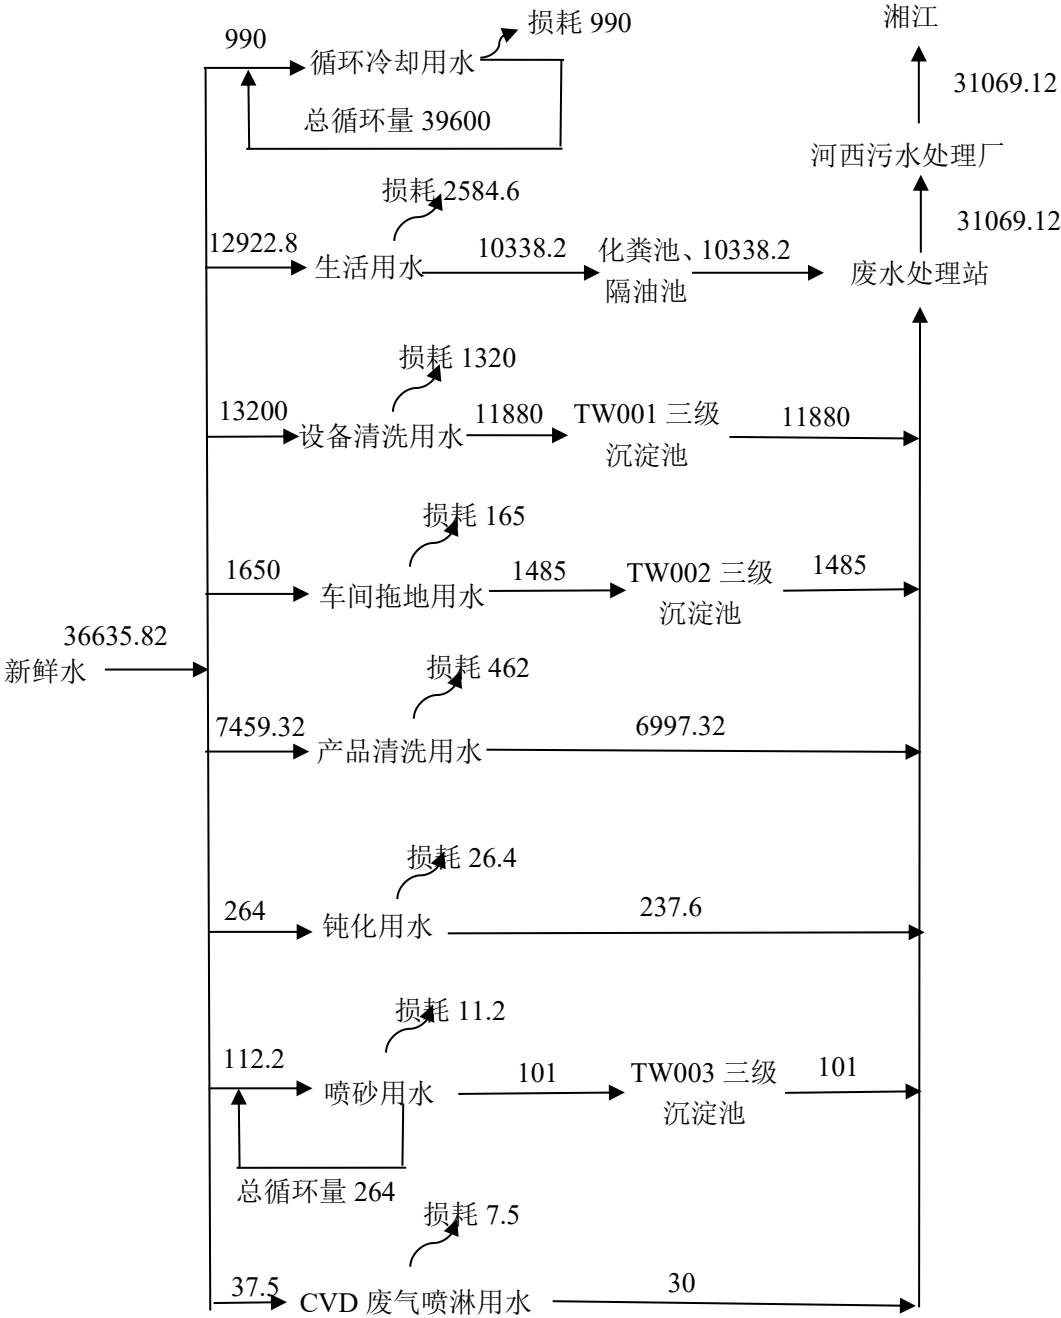 湘江
损耗 990
990
循环冷却用水
31069.12
总循环量 39600
河西污水处理厂
损耗 2584.6
31069.12
12922.8
生活用水
10338.2
化粪池、
隔油池
10338.2
废水处理站
损耗 1320
13200
设备清洗用水
11880
TW001 三级
沉淀池
11880
损耗 165
1650
车间拖地用水
1485
TW002 三级
沉淀池
1485
36635.82
新鲜水
损耗 462
7459.32
产品清洗用水
6997.32
损耗 26.4
264
钝化用水
237.6
损耗 11.2
112.2
喷砂用水
101
TW003 三级
沉淀池
101
总循环量 264
损耗 7.5
37.5
CVD 废气喷淋用水
30